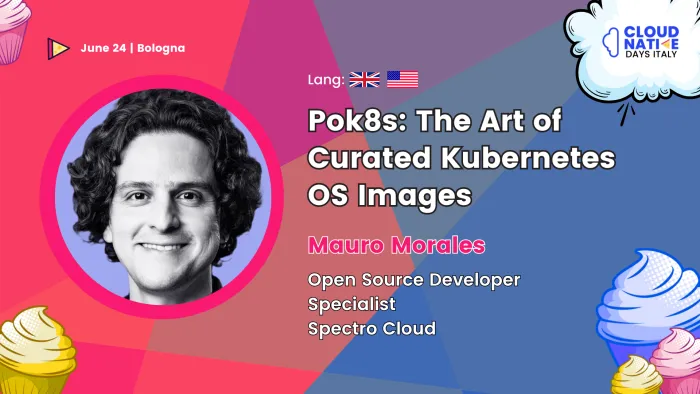 June 24 | Bologna
CLOUD
NATIVE
DAYS ITALY
Lang:
Pok8s: The Art of
Curated Kubernetes
OS Images
Mauro Morales
Open Source Developer
Specialist
Spectro Cloud